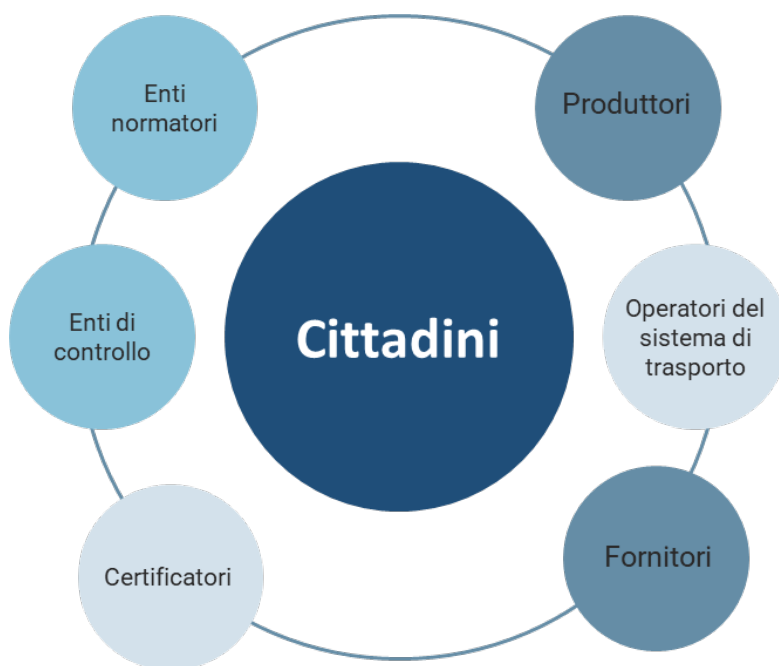 Enti
normatori
Produttori
Enti di
controllo
Cittadini
Operatori del
sistema di
trasporto
Certificatori
Fornitori